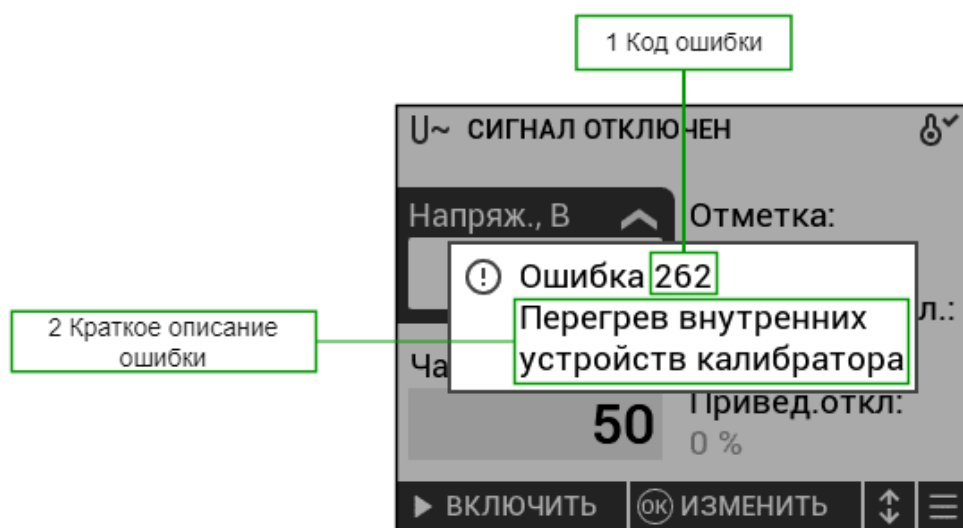 1 Код ошибки
U~ СИГНАЛ ОТКЛЮЧЕН
Напряж., В
Отметка:
Ошибка 262
Перегрев внутренних
устройств калибратора
л.:
2 Краткое описание
ошибки
Ча
50
Привед.откл:
0 %
ВКЛЮЧИТЬ
OK ИЗМЕНИТЬ